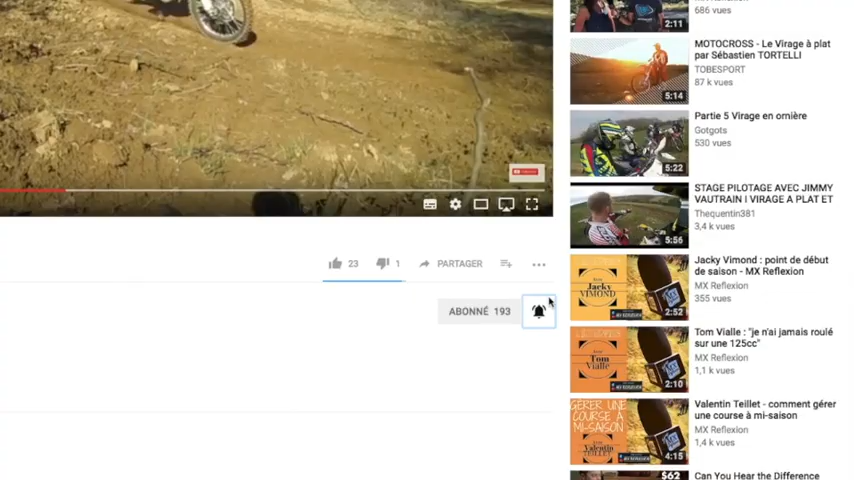 686 vues
2:11
MOTOCROSS - Le Virage à plat
par Sébastien TORTELLI
TOBESPORT
87 k vues
5:14
Partie 5 Virage en ornière
Gotgots
530 vues
5:22
STAGE PILOTAGE AVEC JIMMY
VAUTRAIN I VIRAGE A PLAT ET
Thequentin381
3,4 k vues
5:56
23
1
PARTAGER
ABONNÉ 193
Jacky Vimond : point de début
de saison - MX Reflexion
MX Reflexion
355 vues
Jacky
VIMOND
2:52
Tom Vialle : "je n'ai jamais roulé
sur une 125cc"
MX Reflexion
1,1 k vues
Tom
Vialle
2:10
Valentin Teillet - comment gérer
une course à mi-saison
MX Reflexion
1,4 k vues
GÉRER UNE
COURSE À
MI-SAISON
Valentin
TEILLET
4:15
Can You Hear the Difference
$62